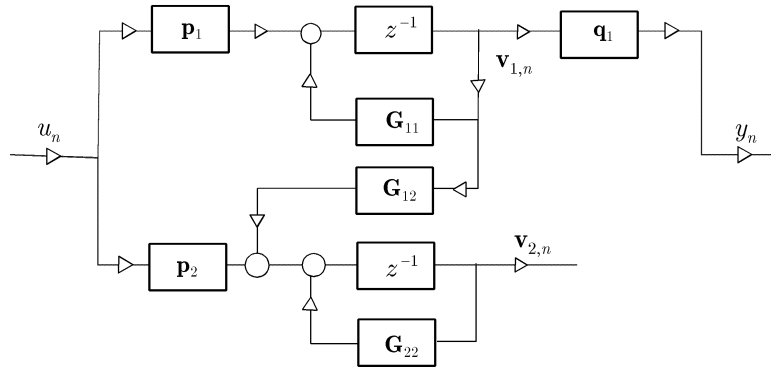 p₁
z⁻¹
q₁
v₁,ₙ
G₁₁
uₙ
yₙ
G₁₂
v₂,ₙ
p₂
z⁻¹
G₂₂